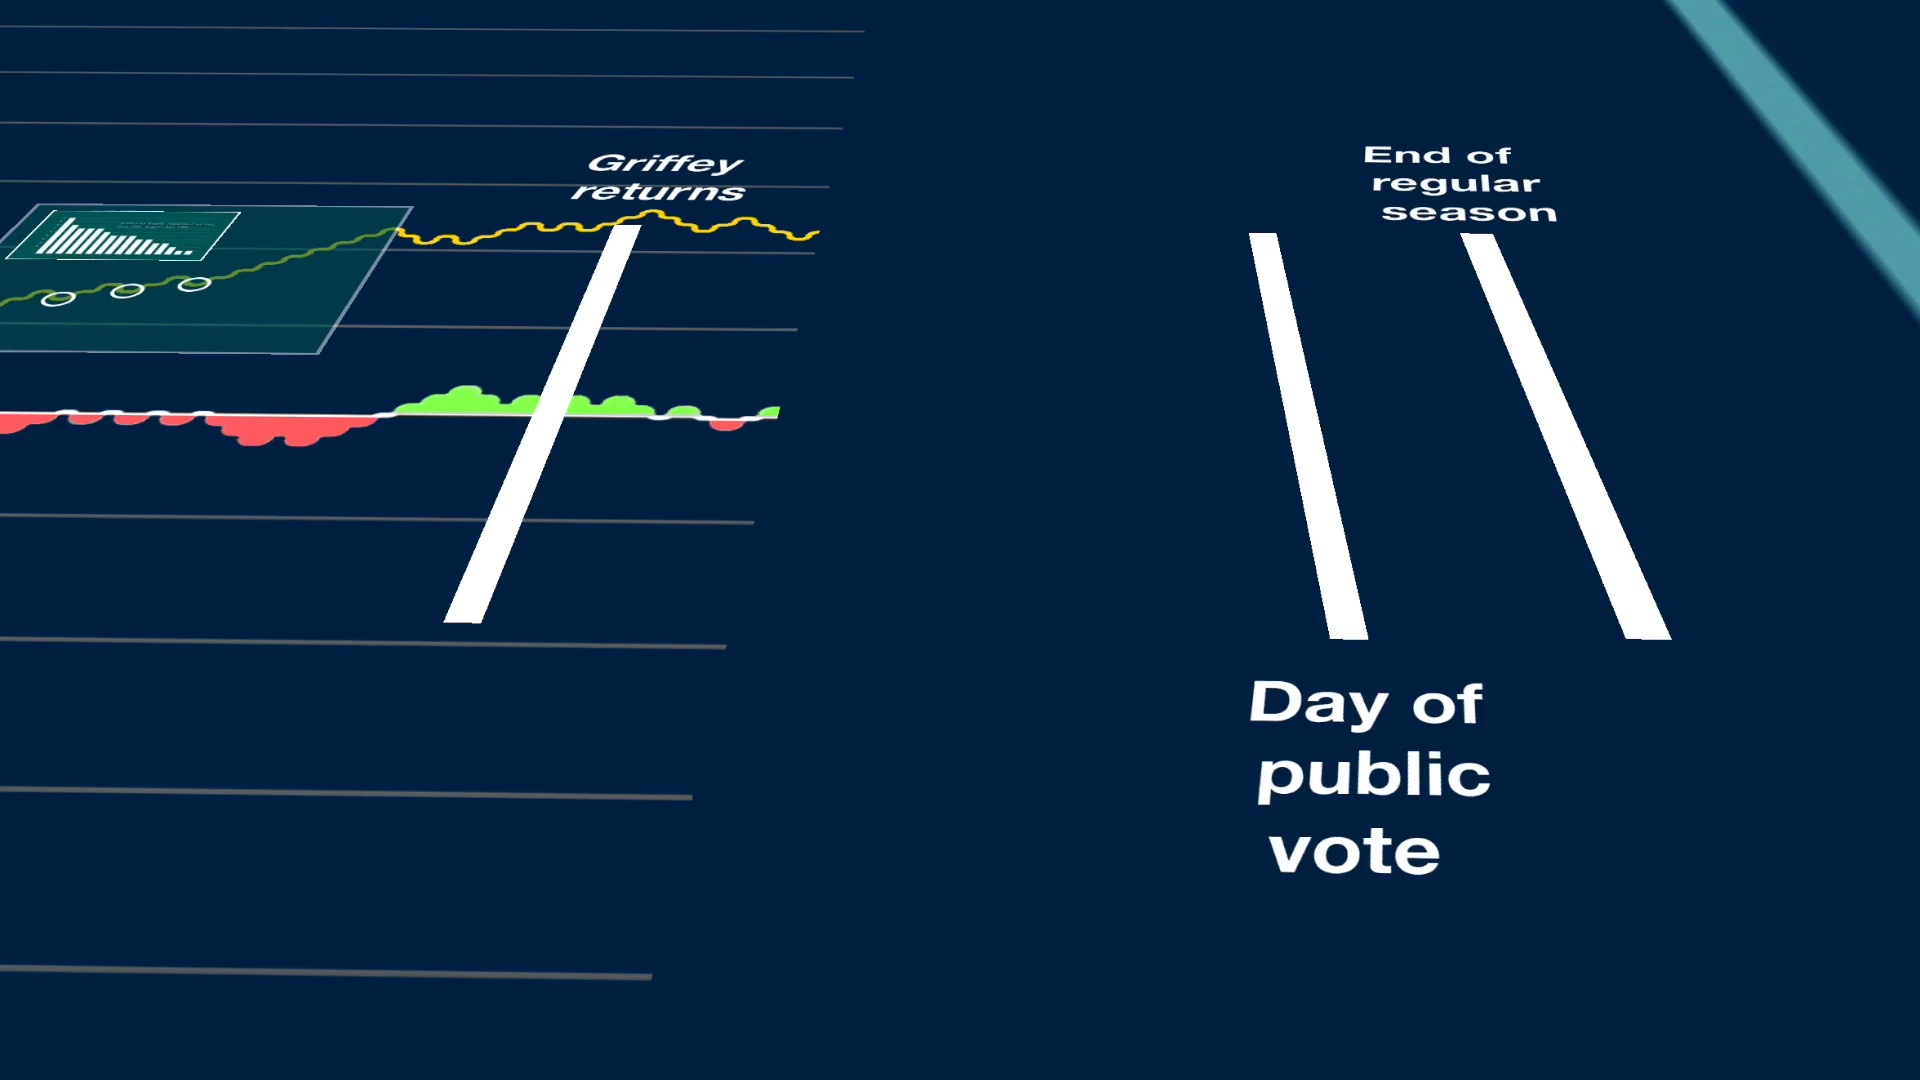 Griffey
returns
End of
regular
season
Day of
public
vote